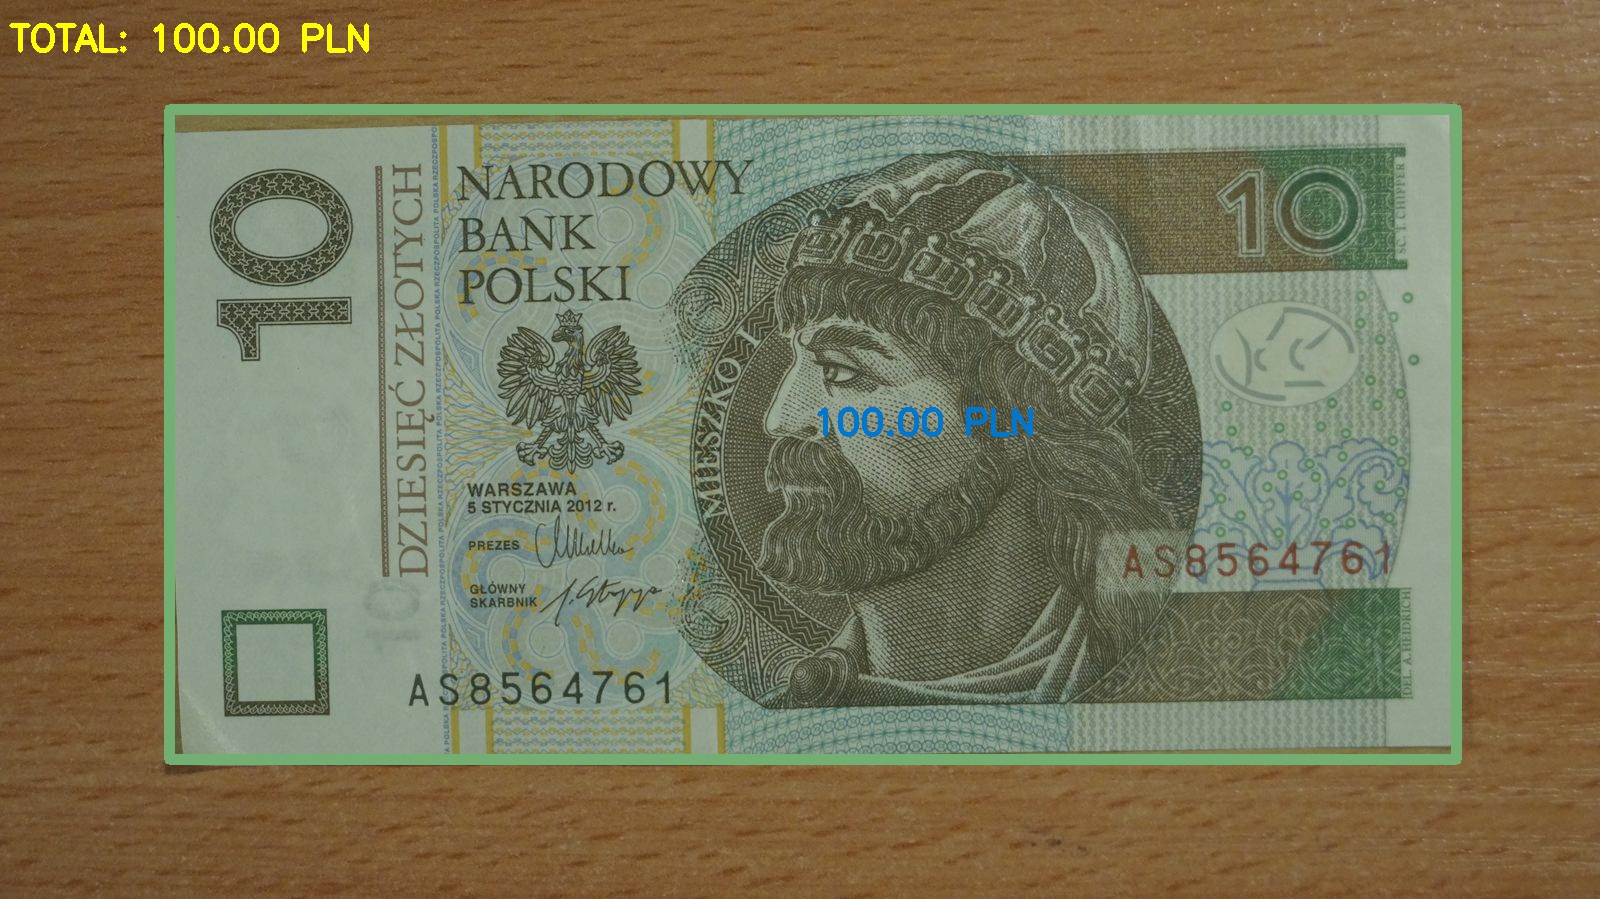 TOTAL: 100.00 PLN
10
DZIESIĘĆ ZŁOTYCH
NARODOWY
BANK
POLSKI
WARSZAWA
5 STYCZNIA 2012 r.
PREZES
GŁÓWNY
SKARBNIK
AS8564761
MIESZKO I
100.00 PLN
10
SC. T. CHIPPER
AS8564761
DEL. A. HEIDRICH